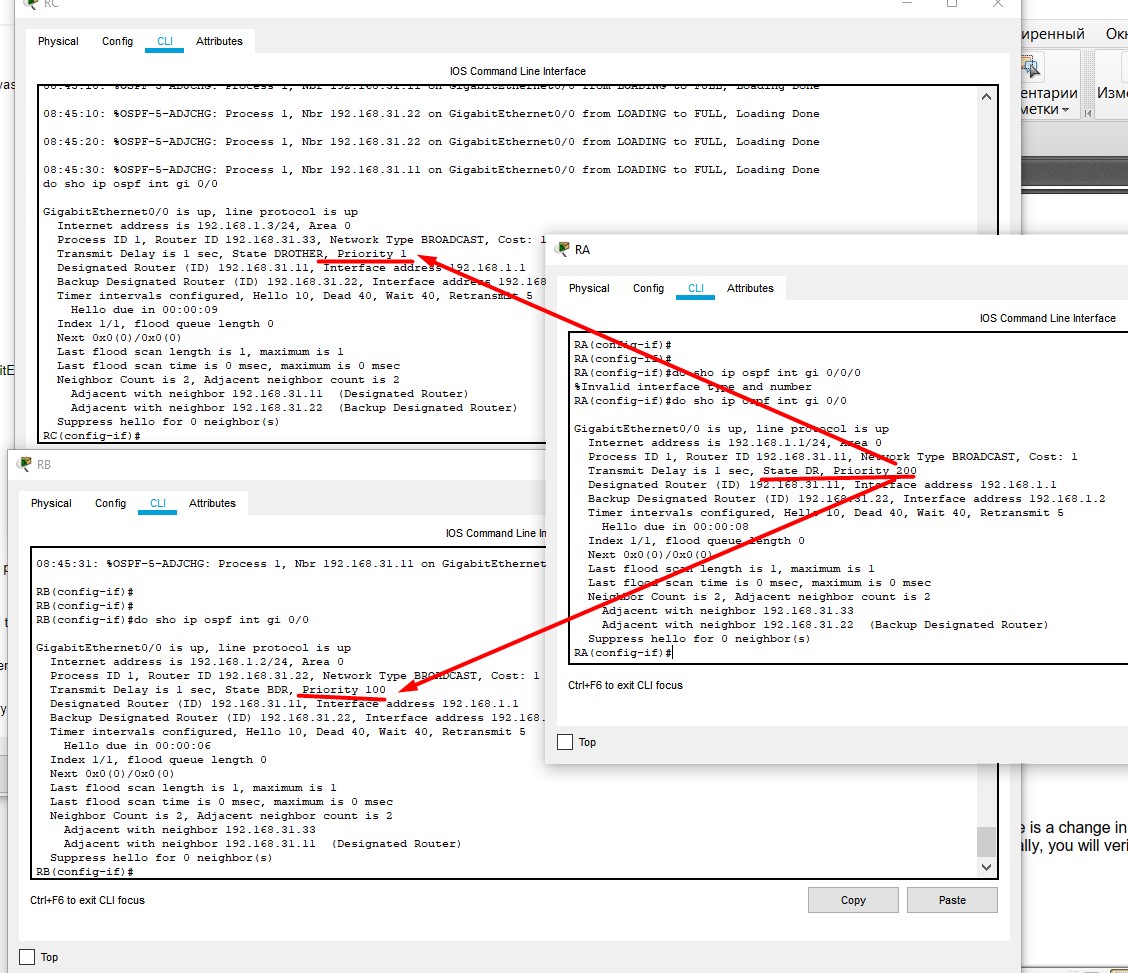 RC
Physical Config CLI Attributes
IOS Command Line Interface
08:45:10: %OSPF-5-ADJCHG: Process 1, Nbr 192.168.31.11 on GigabitEthernet0/0 from LOADING to FULL, Loading Done
08:45:10: %OSPF-5-ADJCHG: Process 1, Nbr 192.168.31.22 on GigabitEthernet0/0 from LOADING to FULL, Loading Done
08:45:20: %OSPF-5-ADJCHG: Process 1, Nbr 192.168.31.22 on GigabitEthernet0/0 from LOADING to FULL, Loading Done
08:45:30: %OSPF-5-ADJCHG: Process 1, Nbr 192.168.31.11 on GigabitEthernet0/0 from LOADING to FULL, Loading Done
do sho ip ospf int gi 0/0
GigabitEthernet0/0 is up, line protocol is up
Internet address is 192.168.1.3/24, Area 0
Process ID 1, Router ID 192.168.31.33, Network Type BROADCAST, Cost: 1
Transmit Delay is 1 sec, State DROTHER, Priority 1
Designated Router (ID) 192.168.31.11, Interface address 192.168.1.1
Backup Designated Router (ID) 192.168.31.22, Interface address 192.168
Timer intervals configured, Hello 10, Dead 40, Wait 40, Retransmit 5
Hello due in 00:00:09
Index 1/1, flood queue length 0
Next 0x0(0)/0x0(0)
Last flood scan length is 1, maximum is 1
Last flood scan time is 0 msec, maximum is 0 msec
Neighbor Count is 2, Adjacent neighbor count is 2
Adjacent with neighbor 192.168.31.11 (Designated Router)
Adjacent with neighbor 192.168.31.22 (Backup Designated Router)
Suppress hello for 0 neighbor(s)
RC(config-if)#
RA
Physical Config CLI Attributes
IOS Command Line Interface
RA(config-if)#
RA(config-if)#
RA(config-if)#do sho ip ospf int gi 0/0/0
%Invalid interface type and number
RA(config-if)#do sho ip ospf int gi 0/0
GigabitEthernet0/0 is up, line protocol is up
Internet address is 192.168.1.1/24, Area 0
Process ID 1, Router ID 192.168.31.11, Network Type BROADCAST, Cost: 1
Transmit Delay is 1 sec, State DR, Priority 200
Designated Router (ID) 192.168.31.11, Interface address 192.168.1.1
Backup Designated Router (ID) 192.168.31.22, Interface address 192.168.1.2
Timer intervals configured, Hello 10, Dead 40, Wait 40, Retransmit 5
Hello due in 00:00:08
Index 1/1, flood queue length 0
Next 0x0(0)/0x0(0)
Last flood scan length is 1, maximum is 1
Last flood scan time is 0 msec, maximum is 0 msec
Neighbor Count is 2, Adjacent neighbor count is 2
Adjacent with neighbor 192.168.31.33
Adjacent with neighbor 192.168.31.22 (Backup Designated Router)
Suppress hello for 0 neighbor(s)
RA(config-if)#
Ctrl+F6 to exit CLI focus
Top
RB
Physical Config CLI Attributes
IOS Command Line In
08:45:31: %OSPF-5-ADJCHG: Process 1, Nbr 192.168.31.11 on GigabitEthernet
RB(config-if)#
RB(config-if)#
RB(config-if)#do sho ip ospf int gi 0/0
GigabitEthernet0/0 is up, line protocol is up
Internet address is 192.168.1.2/24, Area 0
Process ID 1, Router ID 192.168.31.22, Network Type BROADCAST, Cost: 1
Transmit Delay is 1 sec, State BDR, Priority 100
Designated Router (ID) 192.168.31.11, Interface address 192.168.1.1
Backup Designated Router (ID) 192.168.31.22, Interface address 192.168.
Timer intervals configured, Hello 10, Dead 40, Wait 40, Retransmit 5
Hello due in 00:00:06
Index 1/1, flood queue length 0
Next 0x0(0)/0x0(0)
Last flood scan length is 1, maximum is 1
Last flood scan time is 0 msec, maximum is 0 msec
Neighbor Count is 2, Adjacent neighbor count is 2
Adjacent with neighbor 192.168.31.33
Adjacent with neighbor 192.168.31.11 (Designated Router)
Suppress hello for 0 neighbor(s)
RB(config-if)#
Ctrl+F6 to exit CLI focus
Copy Paste
Top
иренный Окн
ентарии Изме
метки
e is a change in
ally, you will veri